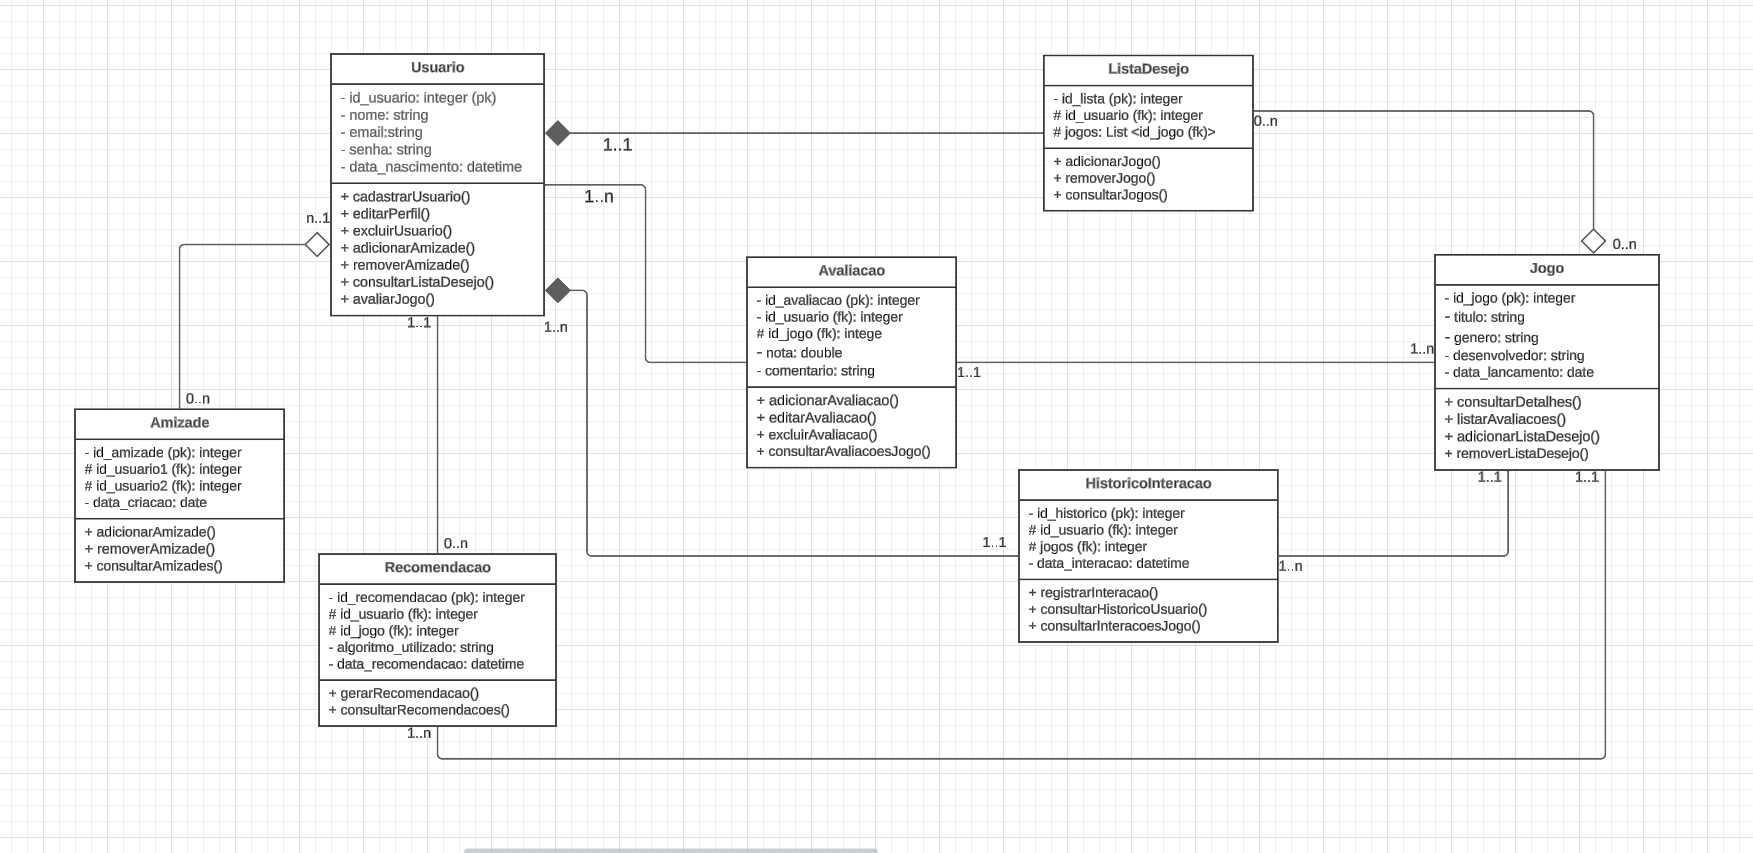 Usuario
- id_usuario: integer (pk)
- nome: string
- email:string
- senha: string
- data_nascimento: datetime
+ cadastrarUsuario()
+ editarPerfil()
+ excluirUsuario()
+ adicionarAmizade()
+ removerAmizade()
+ consultarListaDesejo()
+ avaliarJogo()
1..1
1..n
n..1
1..1
1..n
ListaDesejo
- id_lista (pk): integer
# id_usuario (fk): integer
# jogos: List <id_jogo (fk)>
+ adicionarJogo()
+ removerJogo()
+ consultarJogos()
0..n
0..n
Avaliacao
- id_avaliacao (pk): integer
- id_usuario (fk): integer
# id_jogo (fk): intege
- nota: double
- comentario: string
+ adicionarAvaliacao()
+ editarAvaliacao()
+ excluirAvaliacao()
+ consultarAvaliacoesJogo()
1..1
1..n
Jogo
- id_jogo (pk): integer
- titulo: string
- genero: string
- desenvolvedor: string
- data_lancamento: date
+ consultarDetalhes()
+ listarAvaliacoes()
+ adicionarListaDesejo()
+ removerListaDesejo()
1..1
1..1
0..n
Amizade
- id_amizade (pk): integer
# id_usuario1 (fk): integer
# id_usuario2 (fk): integer
- data_criacao: date
+ adicionarAmizade()
+ removerAmizade()
+ consultarAmizades()
0..n
Recomendacao
- id_recomendacao (pk): integer
# id_usuario (fk): integer
# id_jogo (fk): integer
- algoritmo_utilizado: string
- data_recomendacao: datetime
+ gerarRecomendacao()
+ consultarRecomendacoes()
1..n
1..1
HistoricoInteracao
- id_historico (pk): integer
# id_usuario (fk): integer
# jogos (fk): integer
- data_interacao: datetime
+ registrarInteracao()
+ consultarHistoricoUsuario()
+ consultarInteracoesJogo()
1..n